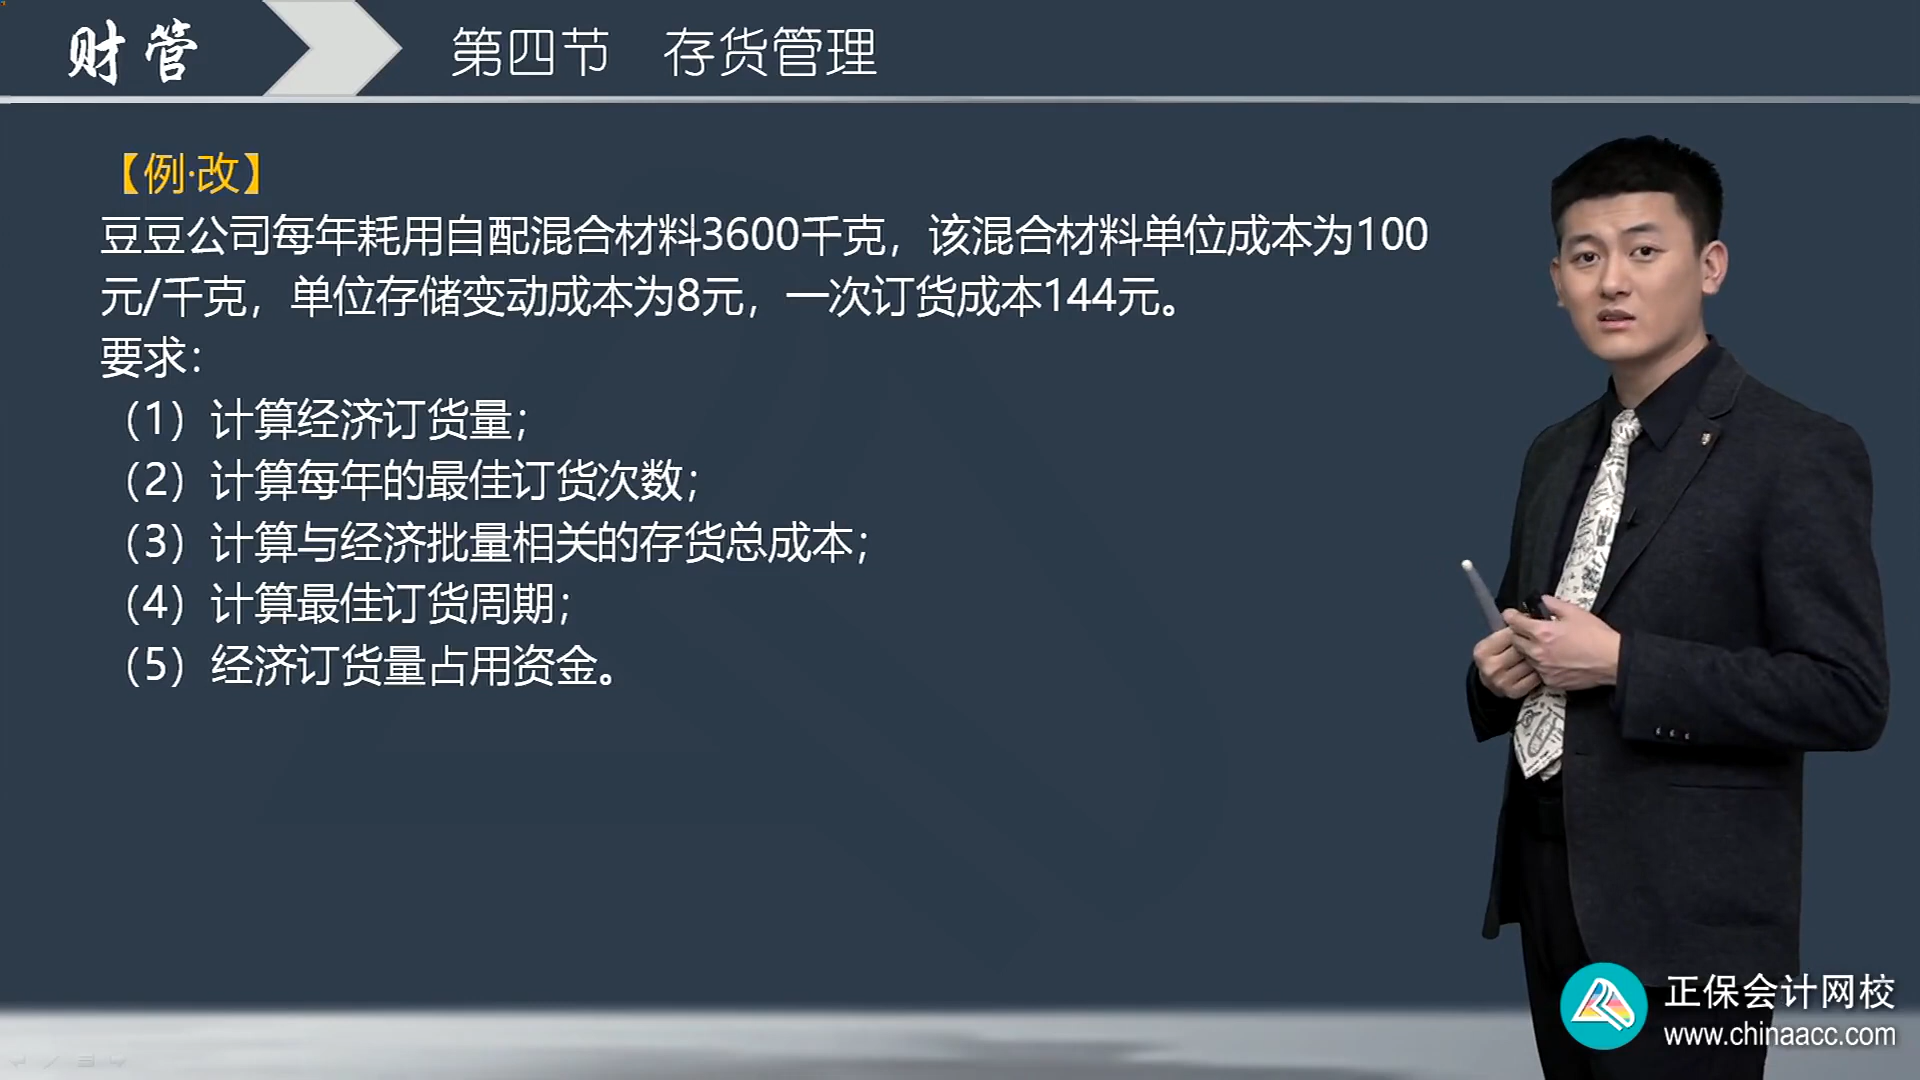 财管
第四节 存货管理
【例·改】
豆豆公司每年耗用自配混合材料3600千克，该混合材料单位成本为100
元/千克，单位存储变动成本为8元，一次订货成本144元。
要求：
（1）计算经济订货量；
（2）计算每年的最佳订货次数；
（3）计算与经济批量相关的存货总成本；
（4）计算最佳订货周期；
（5）经济订货量占用资金。
正保会计网校
www.chinaacc.com